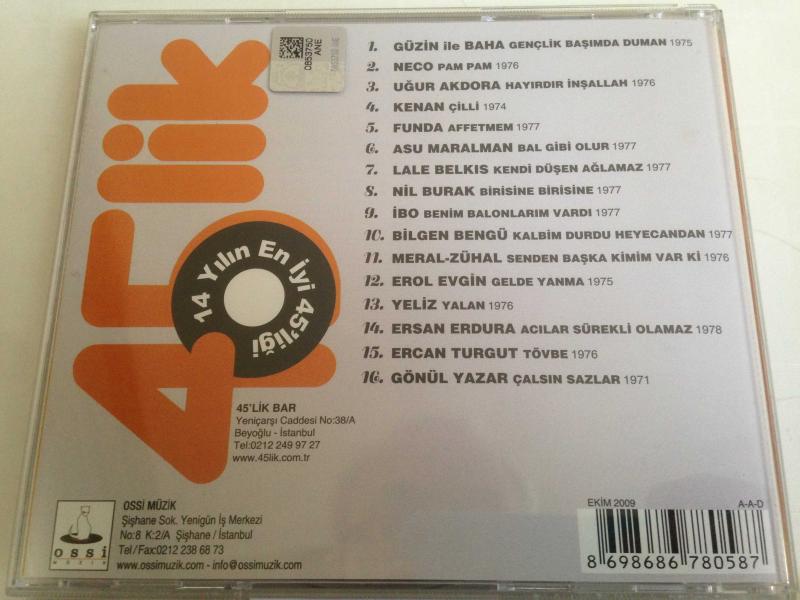 45lik
14 Yılın En İyi 45'liği
0853750
ANE
1. GÜZİN ile BAHA GENÇLİK BAŞIMDA DUMAN 1975
2. NECO PAM PAM 1976
3. UĞUR AKDORA HAYIRDIR İNŞALLAH 1976
4. KENAN ÇİLLİ 1974
5. FUNDA AFFETMEM 1977
6. ASU MARALMAN BAL GİBİ OLUR 1977
7. LALE BELKIS KENDİ DÜŞEN AĞLAMAZ 1977
8. NİL BURAK BİRİSİNE BİRİSİNE 1977
9. İBO BENİM BALONLARIM VARDI 1977
10. BİLGEN BENGÜ KALBİM DURDU HEYECANDAN 1977
11. MERAL-ZÜHAL SENDEN BAŞKA KİMİM VAR Kİ 1976
12. EROL EVGİN GELDE YANMA 1975
13. YELİZ YALAN 1976
14. ERSAN ERDURA ACILAR SÜREKLİ OLAMAZ 1978
15. ERCAN TURGUT TÖVBE 1976
16. GÖNÜL YAZAR ÇALSIN SAZLAR 1971
45'LİK BAR
Yeniçarşı Caddesi No:38/A
Beyoğlu - İstanbul
Tel:0212 249 97 27
www.45lik.com.tr
ossi
MÜZİK
OSSİ MÜZİK
Şişhane Sok. Yenigün İş Merkezi
No:8 K:2/A Şişhane / İstanbul
Tel/Fax:0212 238 68 73
www.ossimuzik.com - info@ossimuzik.com
EKİM 2009 A-A-D
8 698686 780587